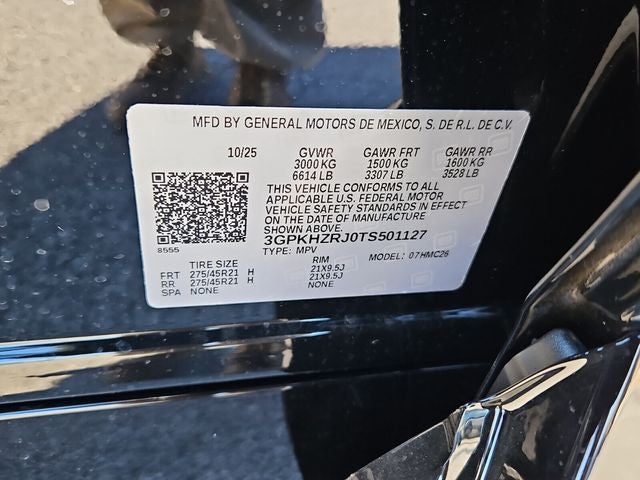 MFD BY GENERAL MOTORS DE MEXICO, S. DE R.L. DE C.V.
10/25 GVWR GAWR FRT GAWR RR
3000 KG 1500 KG 1600 KG
6614 LB 3307 LB 3528 LB
THIS VEHICLE CONFORMS TO ALL
APPLICABLE U.S. FEDERAL MOTOR
VEHICLE SAFETY STANDARDS IN EFFECT
ON THE DATE OF MANUFACTURE
SHOWN ABOVE.
3GPKHZRJ0TS501127
8555
TYPE: MPV MODEL: 07HMC26
TIRE SIZE RIM
FRT 275/45R21 H 21X9.5J
RR 275/45R21 H 21X9.5J
SPA NONE NONE